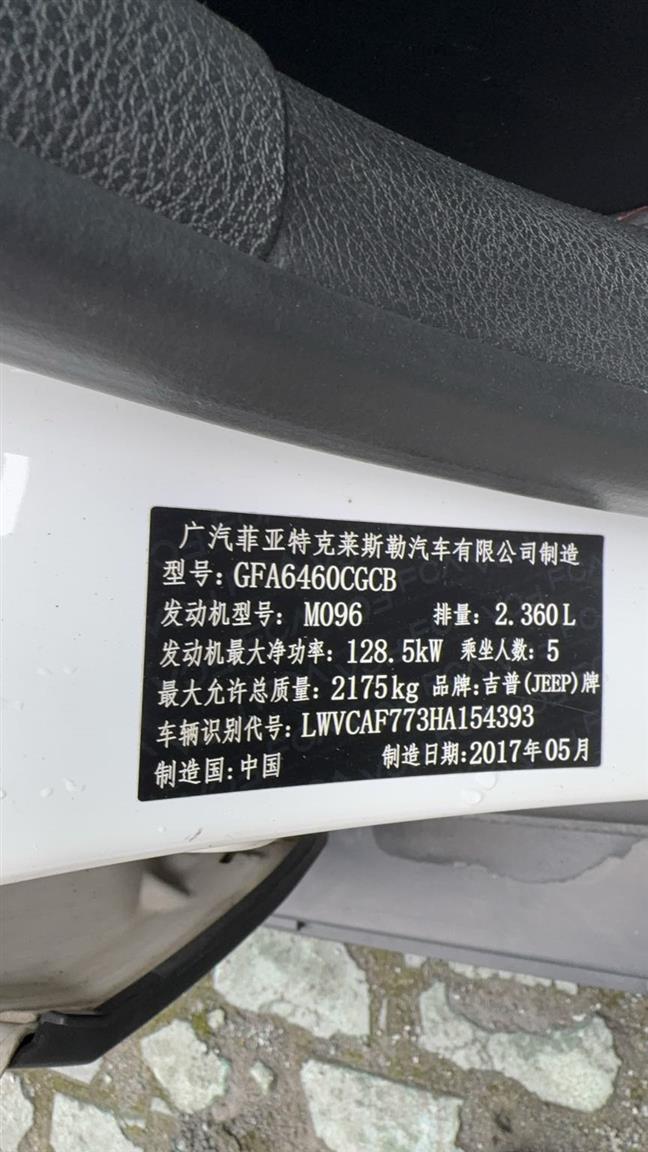 广汽菲亚特克莱斯勒汽车有限公司制造
型号:GFA6460CGCB
发动机型号: M096 排量: 2.360L
发动机最大净功率: 128.5kW 乘坐人数: 5
最大允许总质量: 2175kg 品牌:吉普(JEEP)牌
车辆识别代号: LWVCAF773HA154393
制造国:中国 制造日期:2017年05月